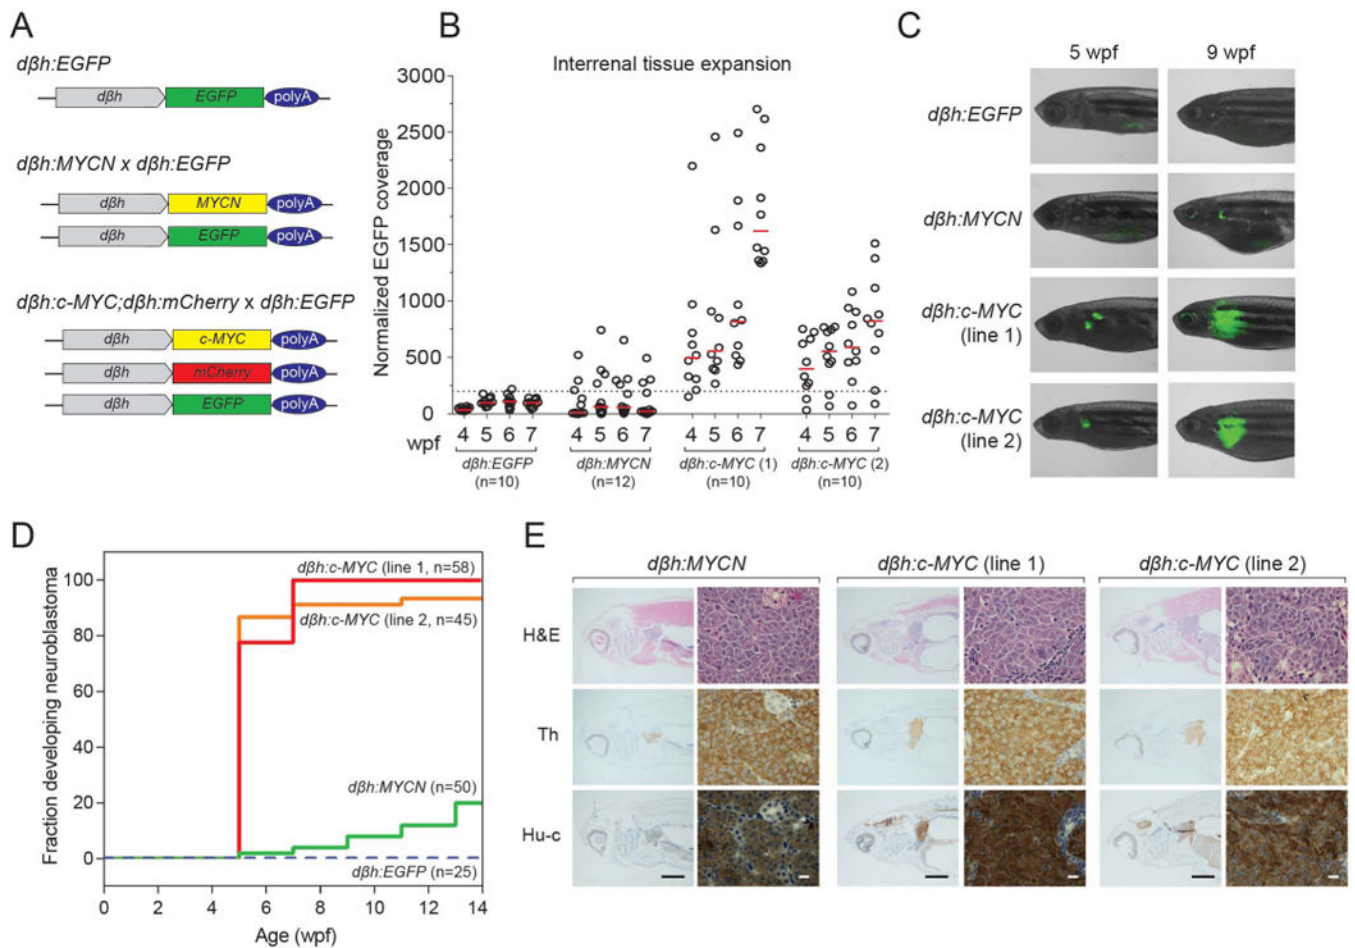 A
dβh:EGFP
dβh
EGFP
polyA
dβh:MYCN x dβh:EGFP
dβh
MYCN
polyA
dβh
EGFP
polyA
dβh:c-MYC;dβh:mCherry x dβh:EGFP
dβh
c-MYC
polyA
dβh
mCherry
polyA
dβh
EGFP
polyA
B
Interrenal tissue expansion
Normalized EGFP coverage
3000
2500
2000
1500
1000
500
0
wpf
4 5 6 7
4 5 6 7
4 5 6 7
4 5 6 7
dβh:EGFP
(n=10)
dβh:MYCN
(n=12)
dβh:c-MYC (1)
(n=10)
dβh:c-MYC (2)
(n=10)
C
5 wpf
9 wpf
dβh:EGFP
dβh:MYCN
dβh:c-MYC
(line 1)
dβh:c-MYC
(line 2)
D
Fraction developing neuroblastoma
100
80
60
40
20
0
dβh:c-MYC (line 1, n=58)
dβh:c-MYC (line 2, n=45)
dβh:MYCN (n=50)
dβh:EGFP (n=25)
0 2 4 6 8 10 12 14
Age (wpf)
E
dβh:MYCN
dβh:c-MYC (line 1)
dβh:c-MYC (line 2)
H&E
Th
Hu-c